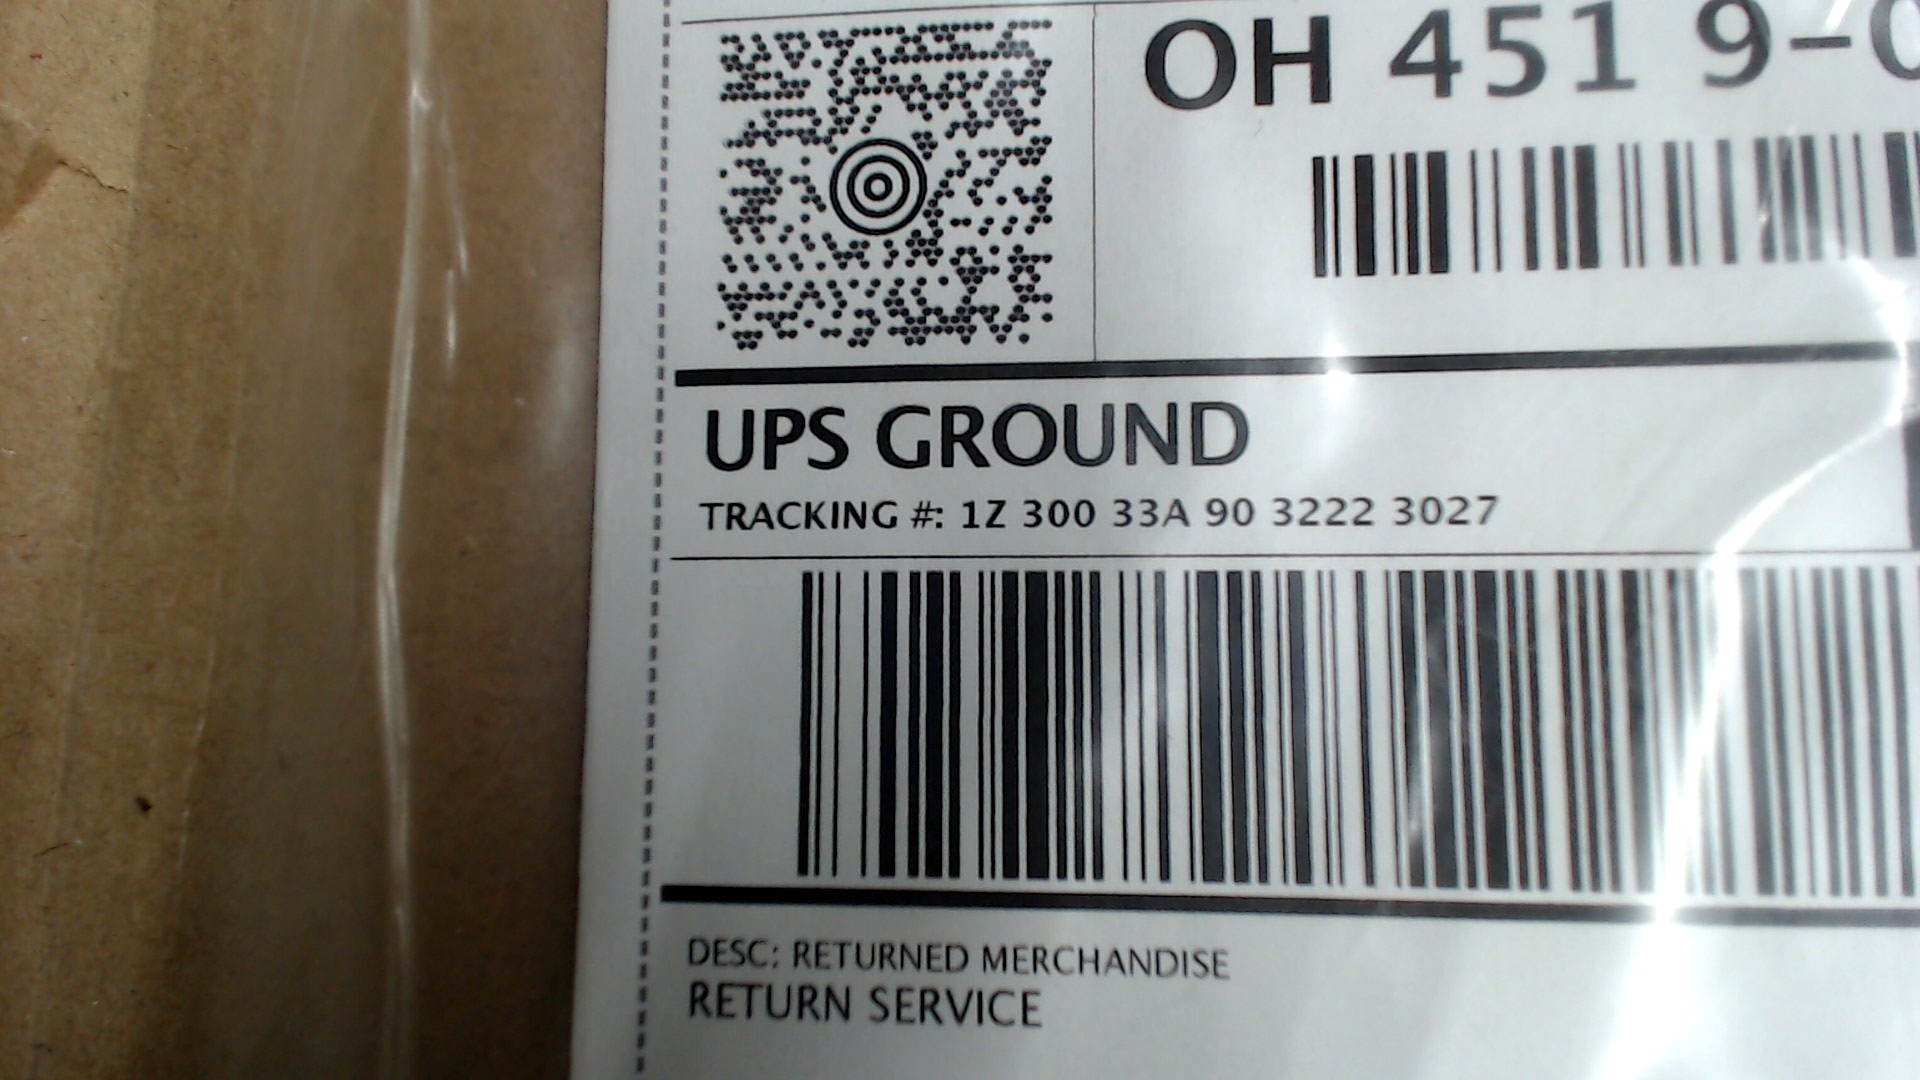 OH 451 9-0
UPS GROUND
TRACKING #: 1Z 300 33A 90 3222 3027
DESC: RETURNED MERCHANDISE
RETURN SERVICE